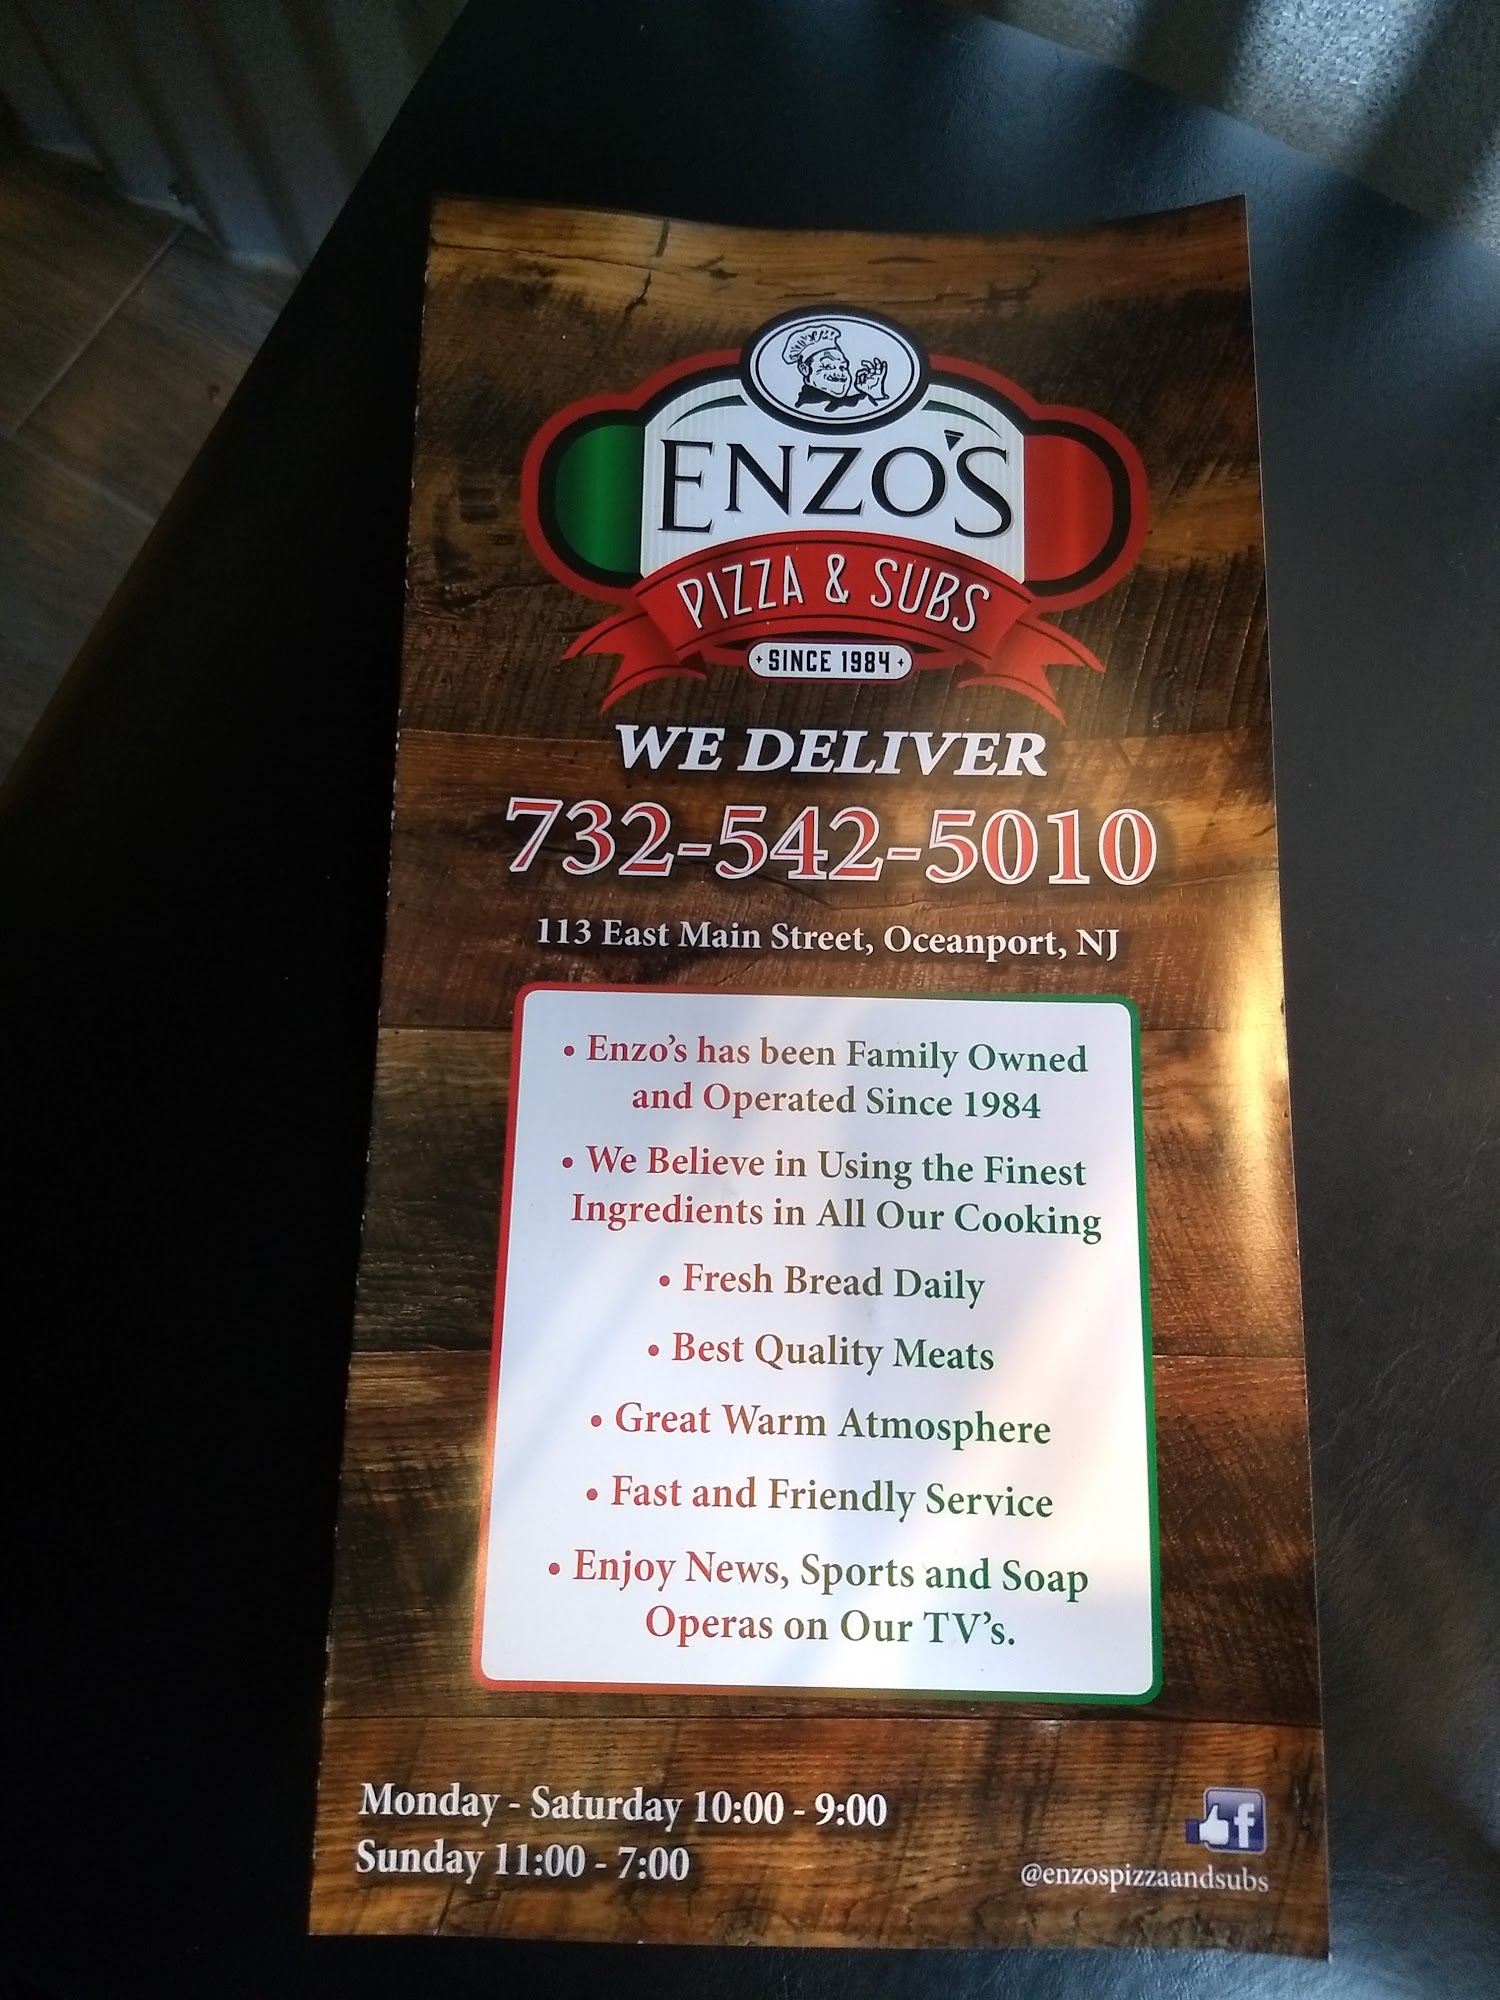 ENZO'S
PIZZA & SUBS
SINCE 1984
WE DELIVER
732-542-5010
113 East Main Street, Oceanport, NJ
• Enzo's has been Family Owned
and Operated Since 1984
• We Believe in Using the Finest
Ingredients in All Our Cooking
• Fresh Bread Daily
• Best Quality Meats
• Great Warm Atmosphere
• Fast and Friendly Service
• Enjoy News, Sports and Soap
Operas on Our TV's.
Monday - Saturday 10:00 - 9:00
Sunday 11:00 - 7:00
f
@enzospizzaandsubs